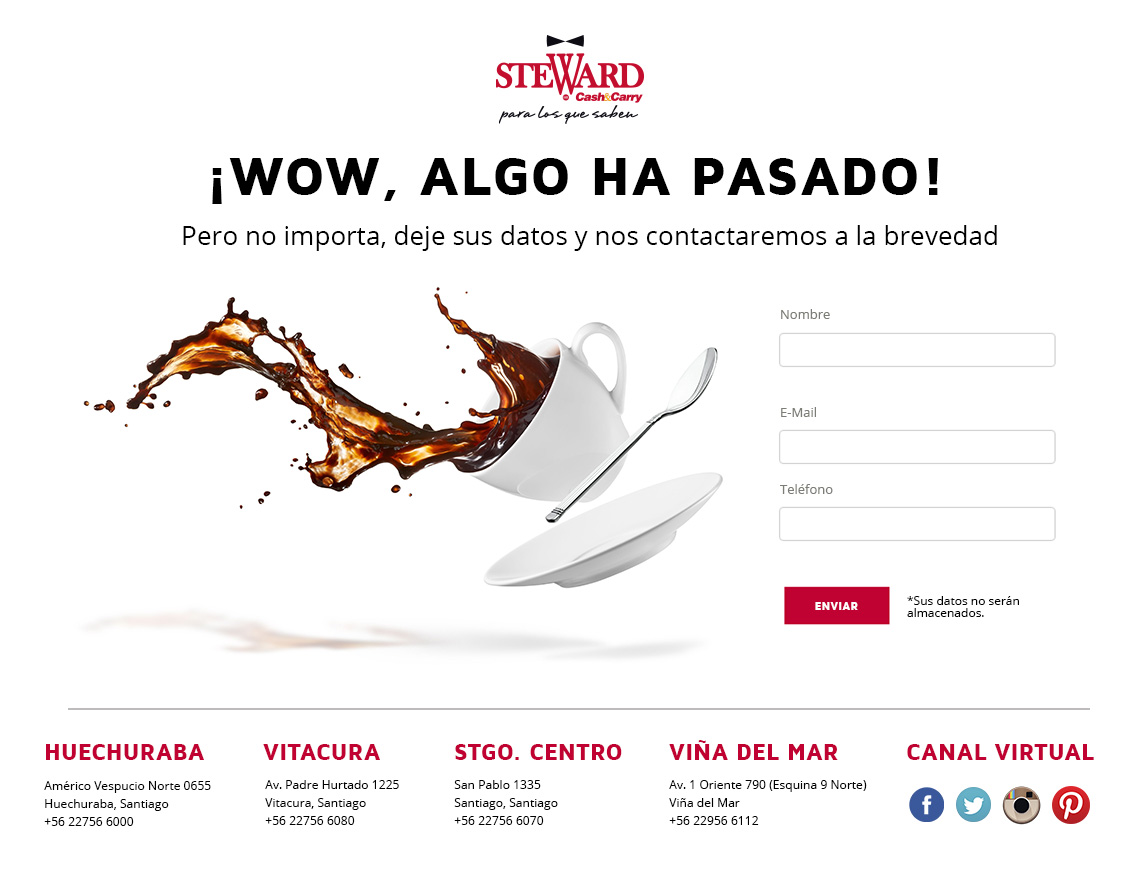 STEWARD
Cash&Carry
para los que saben
¡WOW, ALGO HA PASADO!
Pero no importa, deje sus datos y nos contactaremos a la brevedad
Nombre
E-Mail
Teléfono
ENVIAR
*Sus datos no serán
almacenados.
HUECHURABA
Américo Vespucio Norte 0655
Huechuraba, Santiago
+56 22756 6000
VITACURA
Av. Padre Hurtado 1225
Vitacura, Santiago
+56 22756 6080
STGO. CENTRO
San Pablo 1335
Santiago, Santiago
+56 22756 6070
VIÑA DEL MAR
Av. 1 Oriente 790 (Esquina 9 Norte)
Viña del Mar
+56 22956 6112
CANAL VIRTUAL